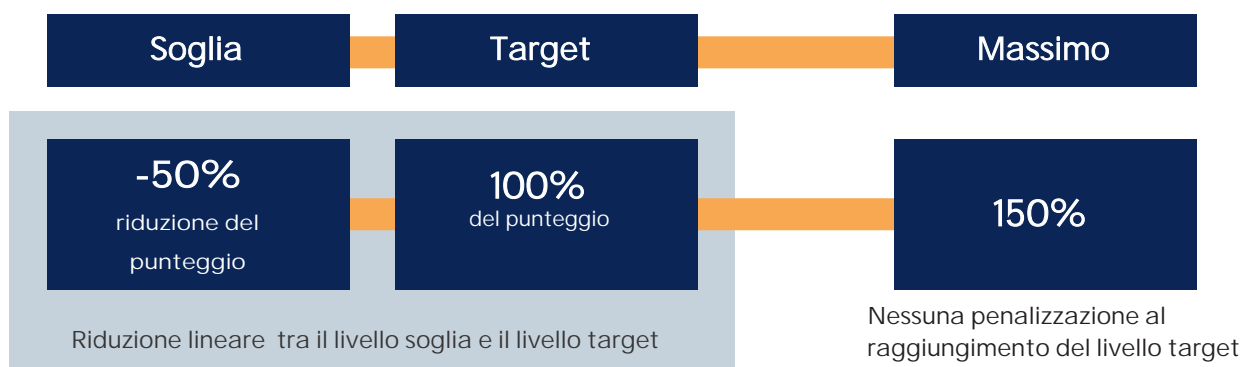 Soglia
Target
Massimo
-50%
riduzione del
punteggio
100%
del punteggio
150%
Riduzione lineare tra il livello soglia e il livello target
Nessuna penalizzazione al
raggiungimento del livello target